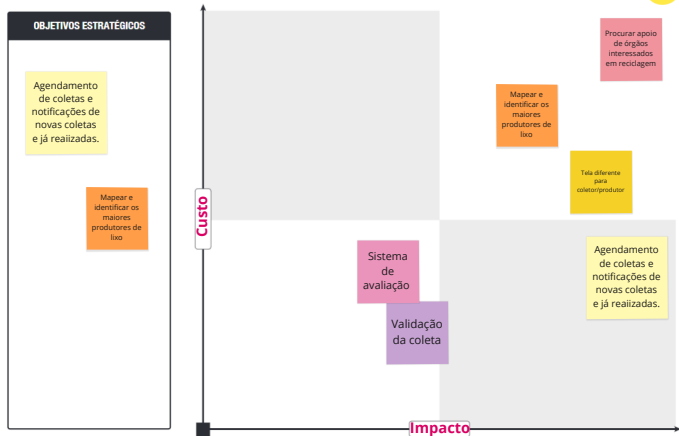 OBJETIVOS ESTRATÉGICOS
Agendamento
de coletas e
notificações de
novas coletas
e já reaiizadas.
Mapear e
identificar os
maiores
produtores de
lixo
Custo
Procurar apoio
de órgãos
interessados
em reciclagem
Mapear e
identificar os
maiores
produtores de
lixo
Tela diferente
para
coletor/produtor
Sistema
de
avaliação
Validação
da coleta
Agendamento
de coletas e
notificações de
novas coletas
e já reaiizadas.
Impacto